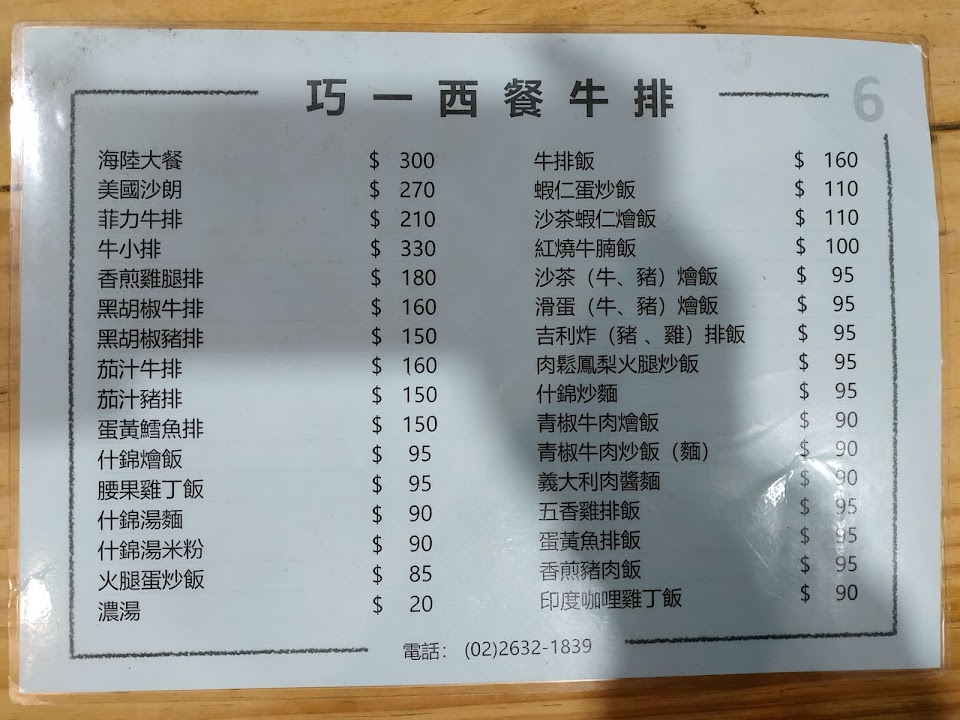 巧一西餐牛排
6
海陸大餐 $ 300
美國沙朗 $ 270
菲力牛排 $ 210
牛小排 $ 330
香煎雞腿排 $ 180
黑胡椒牛排 $ 160
黑胡椒豬排 $ 150
茄汁牛排 $ 160
茄汁豬排 $ 150
蛋黃鱈魚排 $ 150
什錦燴飯 $ 95
腰果雞丁飯 $ 95
什錦湯麵 $ 90
什錦湯米粉 $ 90
火腿蛋炒飯 $ 85
濃湯 $ 20
牛排飯 $ 160
蝦仁蛋炒飯 $ 110
沙茶蝦仁燴飯 $ 110
紅燒牛腩飯 $ 100
沙茶（牛、豬）燴飯 $ 95
滑蛋（牛、豬）燴飯 $ 95
吉利炸（豬、雞）排飯 $ 95
肉鬆鳳梨火腿炒飯 $ 95
什錦炒麵 $ 95
青椒牛肉燴飯 $ 90
青椒牛肉炒飯（麵） $ 90
義大利肉醬麵 $ 90
五香雞排飯 $ 95
蛋黃魚排飯 $ 95
香煎豬肉飯 $ 95
印度咖哩雞丁飯 $ 90
電話： (02)2632-1839